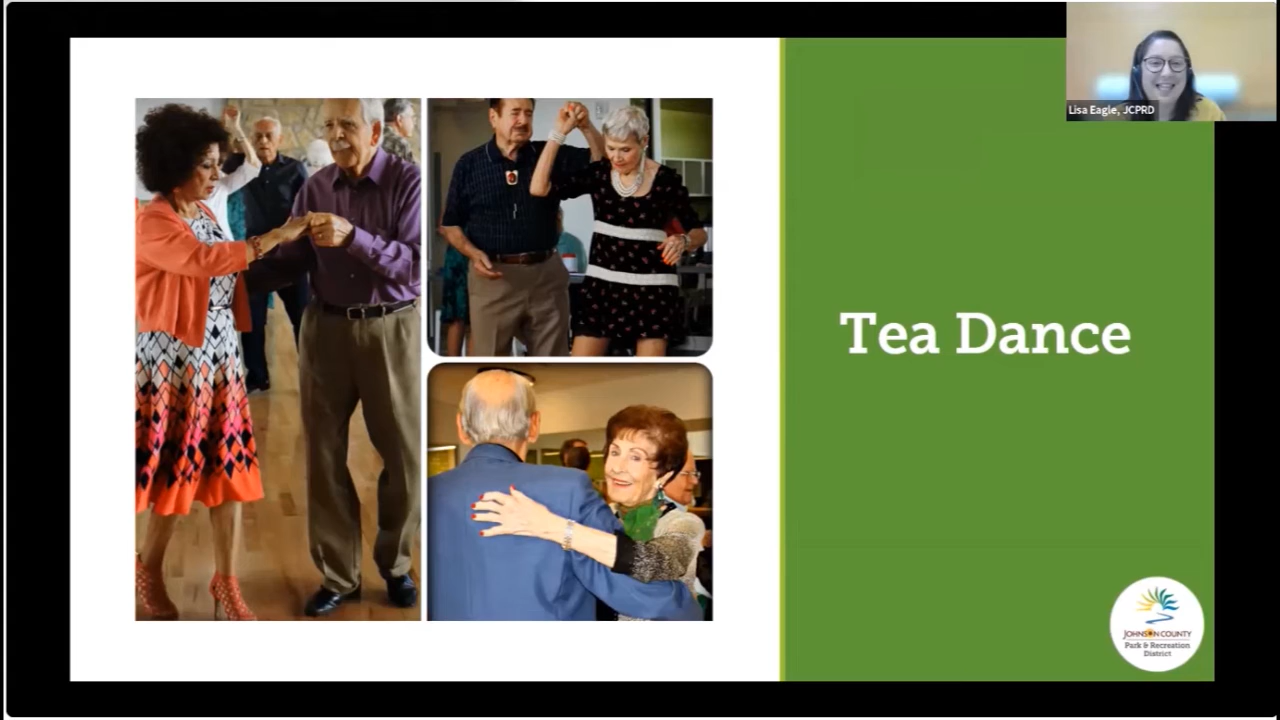 Lisa Eagle, JCPRD
Tea Dance
JOHNSON COUNTY
Park & Recreation
District